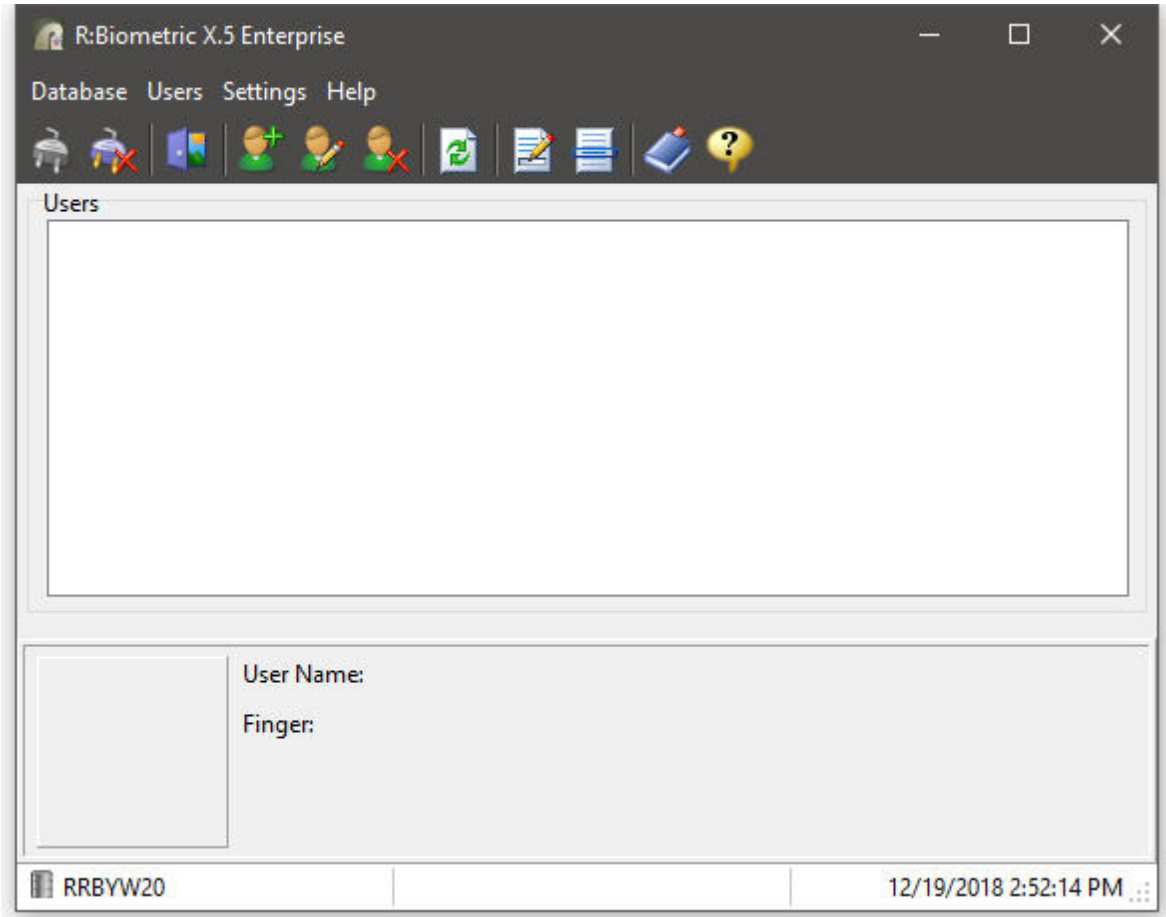 R:Biometric X.5 Enterprise
Database Users Settings Help
?
Users
User Name:
Finger:
RRBYW20 12/19/2018 2:52:14 PM